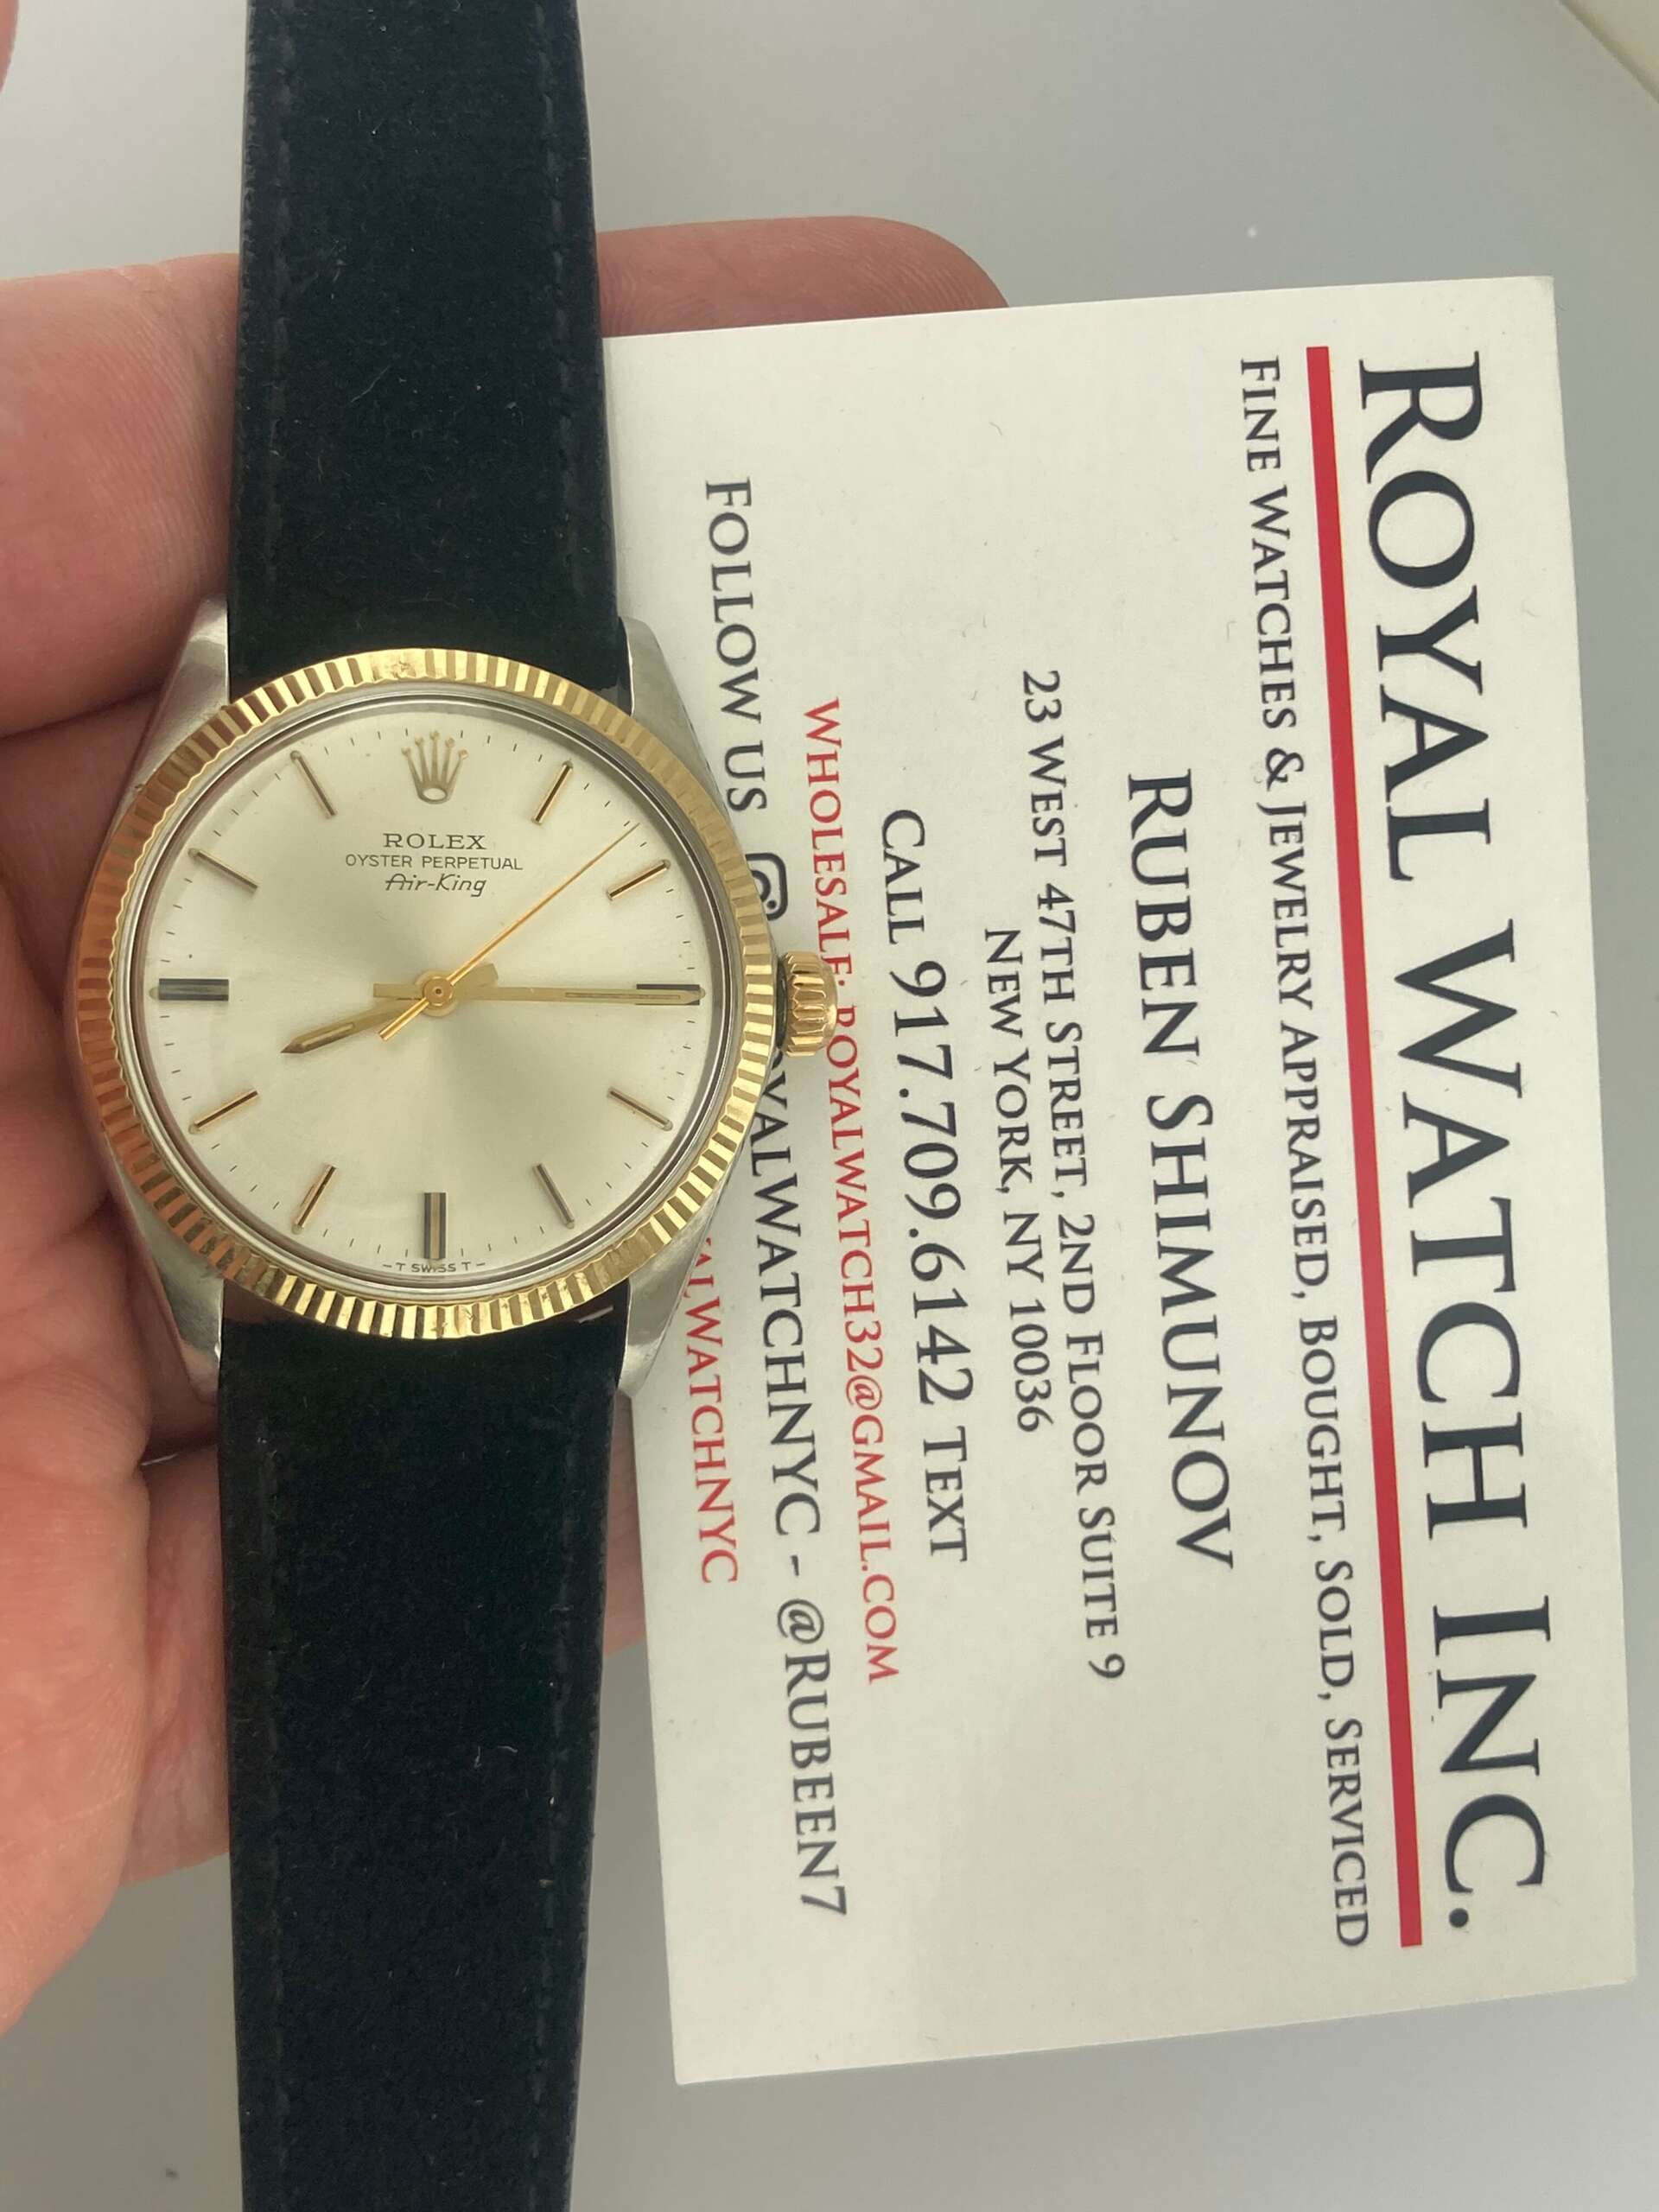 ROLEX
OYSTER PERPETUAL
Air-King
-T SWISS T-
ROYAL WATCH INC.
FINE WATCHES & JEWELRY APPRAISED, BOUGHT, SOLD, SERVICED
RUBEN SHIMUNOV
23 WEST 47TH STREET, 2ND FLOOR SUITE 9
NEW YORK, NY 10036
CALL 917.709.6142 TEXT
WHOLESALE: ROYALWATCH32@GMAIL.COM
FOLLOW US OYALWATCHNYC - @RUBEEN7
ALWATCHNYC